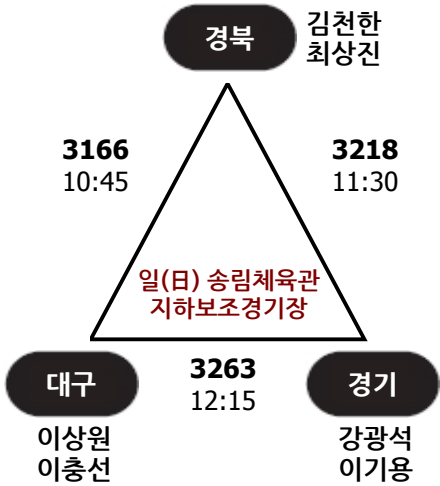 경북
김천한
최상진
3166
10:45
3218
11:30
일(日) 송림체육관
지하보조경기장
대구
3263
12:15
경기
이상원
이충선
강광석
이기용